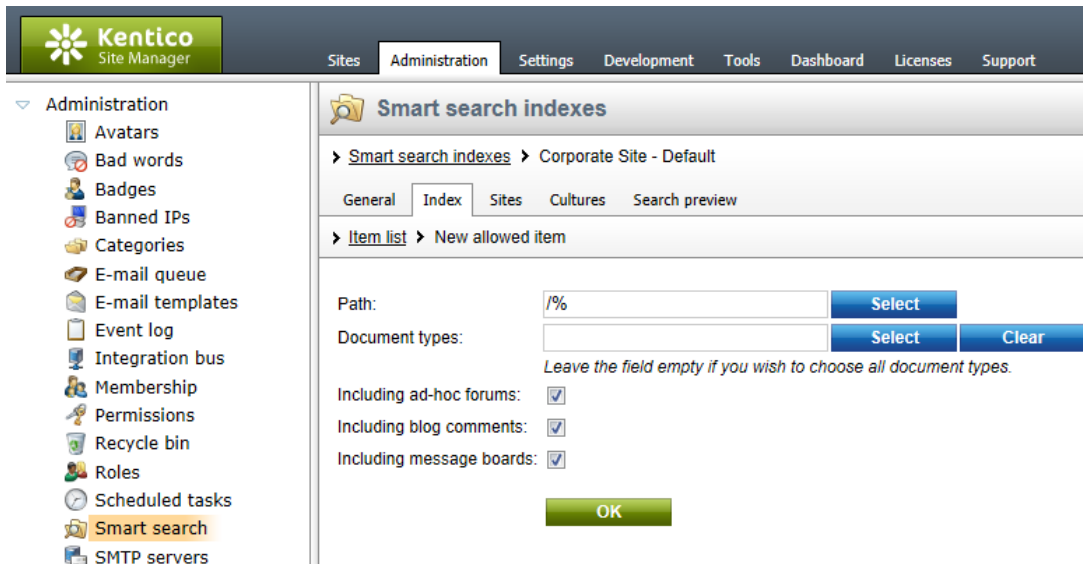 Kentico
Site Manager
Sites Administration Settings Development Tools Dashboard Licenses Support
Administration
Avatars
Bad words
Badges
Banned IPs
Categories
E-mail queue
E-mail templates
Event log
Integration bus
Membership
Permissions
Recycle bin
Roles
Scheduled tasks
Smart search
SMTP servers
Smart search indexes
Smart search indexes > Corporate Site - Default
General Index Sites Cultures Search preview
Item list > New allowed item
Path: /% Select
Document types: Select Clear
Leave the field empty if you wish to choose all document types.
Including ad-hoc forums:
Including blog comments:
Including message boards:
OK